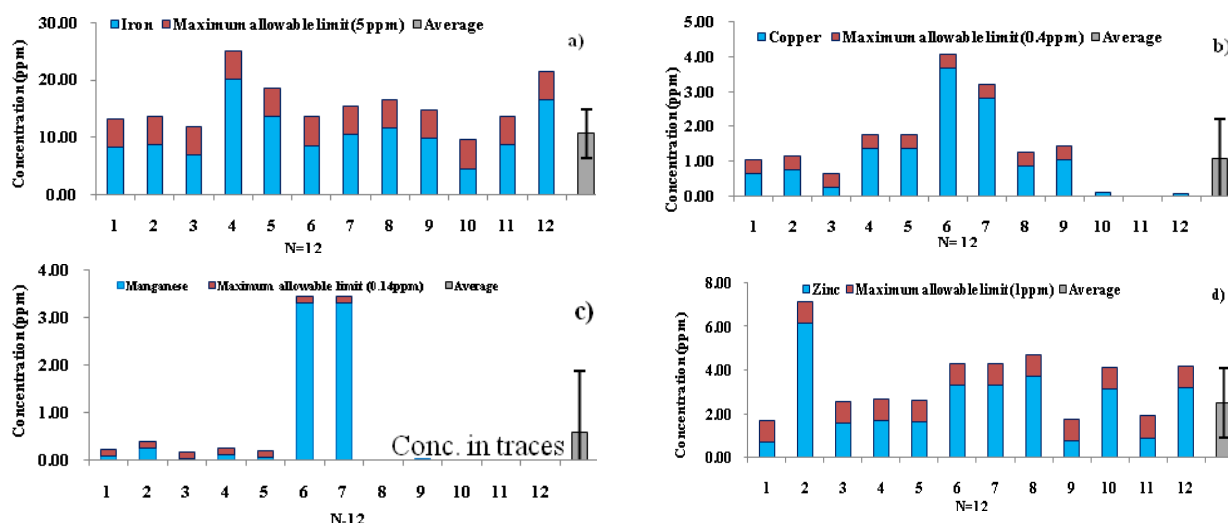 Iron Maximum allowable limit (5ppm) Average
a)
Concentration(ppm)
30.00
20.00
10.00
0.00
1 2 3 4 5 6 7 8 9 10 11 12
N=12
Copper Maximum allowable limit (0.4ppm) Average
b)
Concentration (ppm)
5.00
4.00
3.00
2.00
1.00
0.00
1 2 3 4 5 6 7 8 9 10 11 12
N=12
Manganese Maximum allowable limit (0.14ppm) Average
c)
Concentration (ppm)
4.00
3.00
2.00
1.00
0.00
Conc. in traces
1 2 3 4 5 6 7 8 9 10 11 12
N-12
Zinc Maximum allowable limit (1ppm) Average
d)
Concentration (ppm)
8.00
6.00
4.00
2.00
0.00
1 2 3 4 5 6 7 8 9 10 11 12
N=12